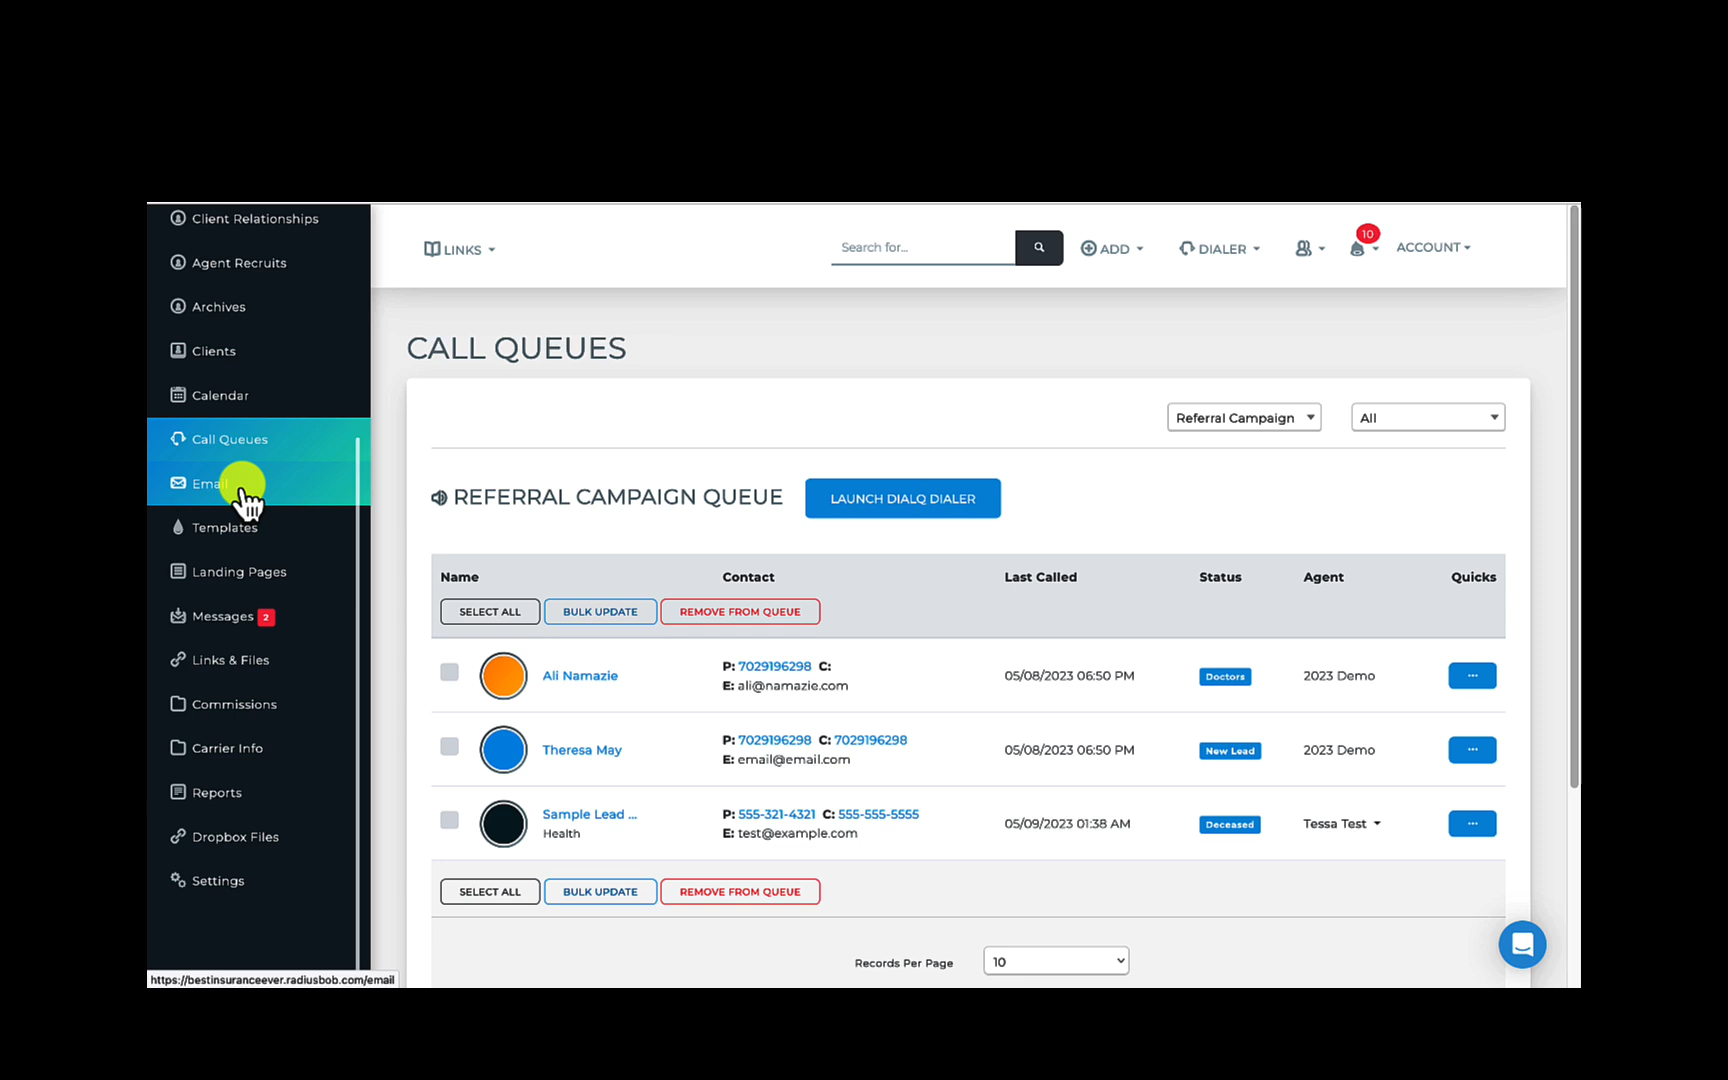 Client Relationships
Agent Recruits
Archives
Clients
Calendar
Call Queues
Email
Templates
Landing Pages
Messages 2
Links & Files
Commissions
Carrier Info
Reports
Dropbox Files
Settings
https://bestinsuranceever.radiusbob.com/email
LINKS
Search for...
ADD
DIALER
10
ACCOUNT
CALL QUEUES
Referral Campaign
All
REFERRAL CAMPAIGN QUEUE
LAUNCH DIALQ DIALER
Name Contact Last Called Status Agent Quicks
SELECT ALL BULK UPDATE REMOVE FROM QUEUE
Ali Namazie P: 7029196298 C: 05/08/2023 06:50 PM Doctors 2023 Demo ...
E: ali@namazie.com
Theresa May P: 7029196298 C: 7029196298 05/08/2023 06:50 PM New Lead 2023 Demo ...
E: email@email.com
Sample Lead ... P: 555-321-4321 C: 555-555-5555 05/09/2023 01:38 AM Deceased Tessa Test ...
Health E: test@example.com
SELECT ALL BULK UPDATE REMOVE FROM QUEUE
Records Per Page 10